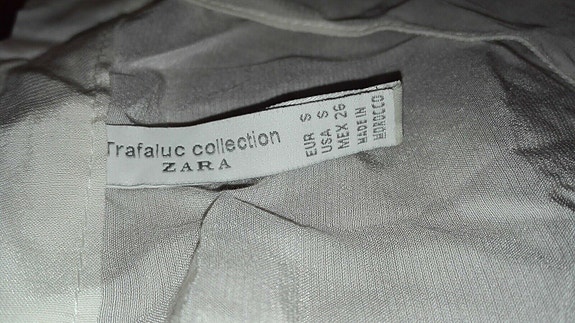 Trafaluc collection
ZARA
EUR S
USA S
MEX 26
MADE IN
MOROCCO